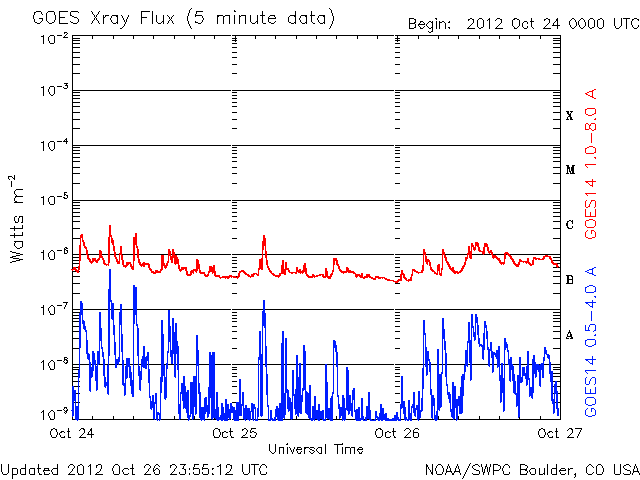 GOES Xray Flux (5 minute data)
Begin: 2012 Oct 24 0000 UTC
10⁻²
10⁻³
10⁻⁴
10⁻⁵
10⁻⁶
10⁻⁷
10⁻⁸
10⁻⁹
Watts m⁻²
X
M
C
B
A
GOES14 1.0-8.0 A
GOES14 0.5-4.0 A
Oct 24
Oct 25
Oct 26
Oct 27
Universal Time
Updated 2012 Oct 26 23:55:12 UTC
NOAA/SWPC Boulder, CO USA